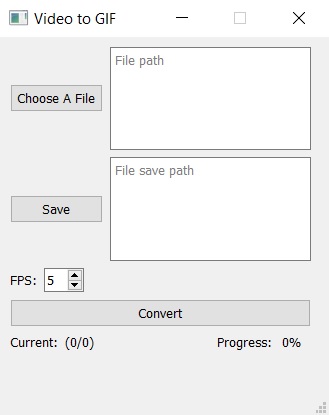 Video to GIF
File path
Choose A File
File save path
Save
FPS: 5
Convert
Current: (0/0) Progress: 0%